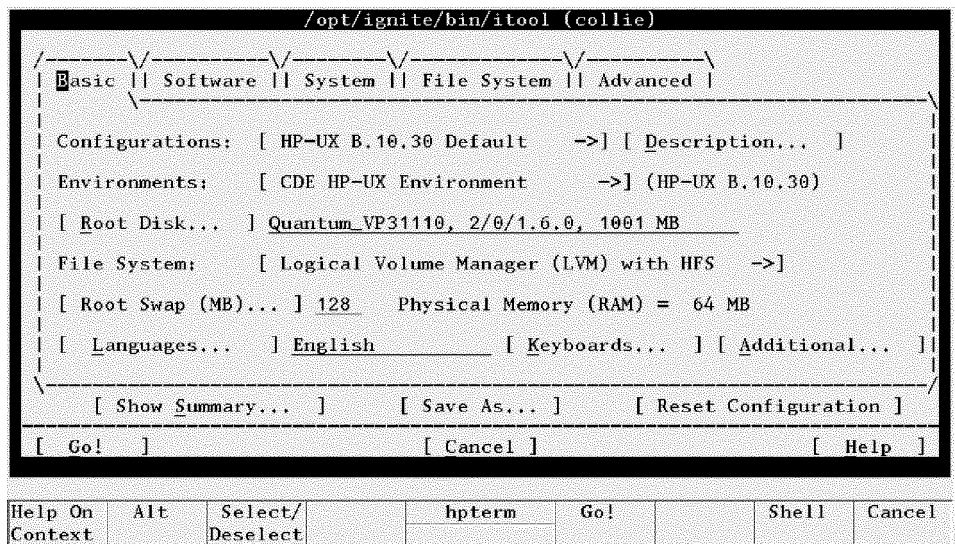 /opt/ignite/bin/itool (collie)
/-------\/----------\/--------\/-------------\/----------\
| Basic || Software || System || File System || Advanced |
Configurations: [ HP-UX B.10.30 Default ->] [ Description... ]
Environments: [ CDE HP-UX Environment ->] (HP-UX B.10.30)
[ Root Disk... ] Quantum_VP31110, 2/0/1.6.0, 1001 MB
File System: [ Logical Volume Manager (LVM) with HFS ->]
[ Root Swap (MB)... ] 128 Physical Memory (RAM) = 64 MB
[ Languages... ] English [ Keyboards... ] [ Additional... ]
[ Show Summary... ] [ Save As... ] [ Reset Configuration ]
[ Go! ] [ Cancel ] [ Help ]
Help On Alt Select/ hpterm Go! Shell Cancel
Context Deselect